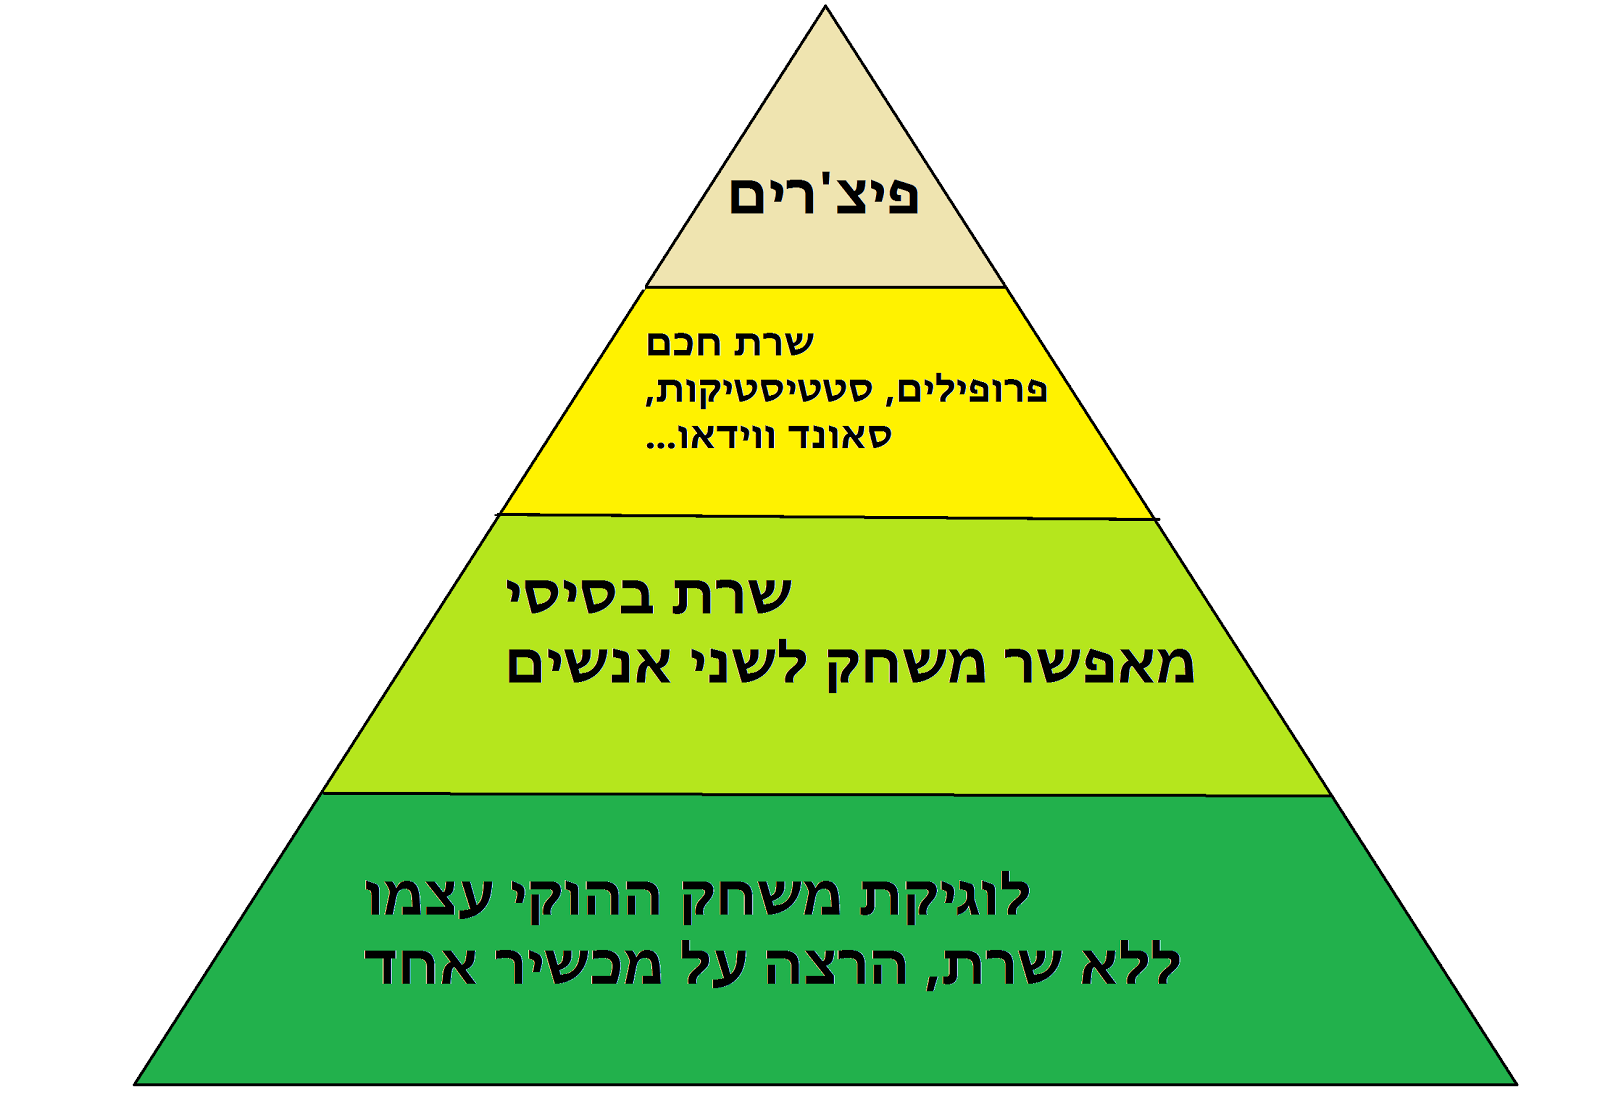 פיצ'רים
שרת חכם
פרופילים, סטטיסטיקות,
סאונד ווידאו...
שרת בסיסי
מאפשר משחק לשני אנשים
לוגיקת משחק ההוקי עצמו
ללא שרת, הרצה על מכשיר אחד